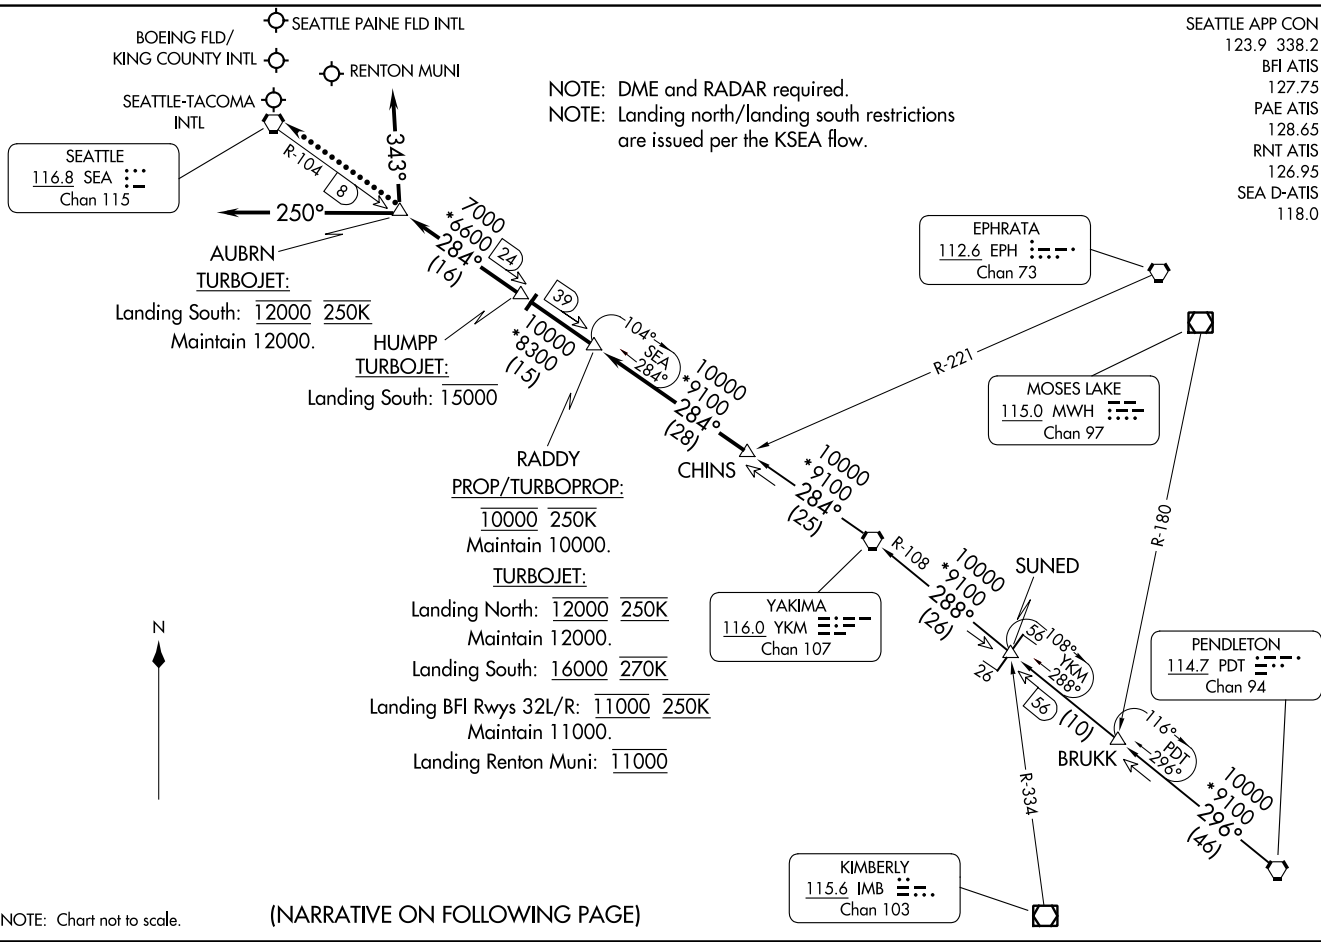 SEATTLE PAINE FLD INTL
BOEING FLD/
KING COUNTY INTL
RENTON MUNI
SEATTLE-TACOMA
INTL
NOTE: DME and RADAR required.
NOTE: Landing north/landing south restrictions
are issued per the KSEA flow.
SEATTLE APP CON
123.9 338.2
BFI ATIS
127.75
PAE ATIS
128.65
RNT ATIS
126.95
SEA D-ATIS
118.0
SEATTLE
116.8 SEA
Chan 115
R-104
8
343°
250°
AUBRN
TURBOJET:
Landing South: 12000 250K
Maintain 12000.
7000
*6600
284°
(16)
24
HUMPP
TURBOJET:
Landing South: 15000
39
10000
*8300
(15)
104°
SEA
284°
RADDY
PROP/TURBOPROP:
10000 250K
Maintain 10000.
TURBOJET:
Landing North: 12000 250K
Maintain 12000.
Landing South: 16000 270K
Landing BFI Rwys 32L/R: 11000 250K
Maintain 11000.
Landing Renton Muni: 11000
10000
*9100
284°
(28)
CHINS
EPHRATA
112.6 EPH
Chan 73
R-221
MOSES LAKE
115.0 MWH
Chan 97
R-180
10000
*9100
284°
(25)
YAKIMA
116.0 YKM
Chan 107
R-108
10000
*9100
288°
(26)
SUNED
56
26
108°
YKM
288°
56
(10)
BRUKK
116°
PDT
296°
PENDLETON
114.7 PDT
Chan 94
10000
*9100
296°
(46)
R-334
KIMBERLY
115.6 IMB
Chan 103
N
NOTE: Chart not to scale.
(NARRATIVE ON FOLLOWING PAGE)